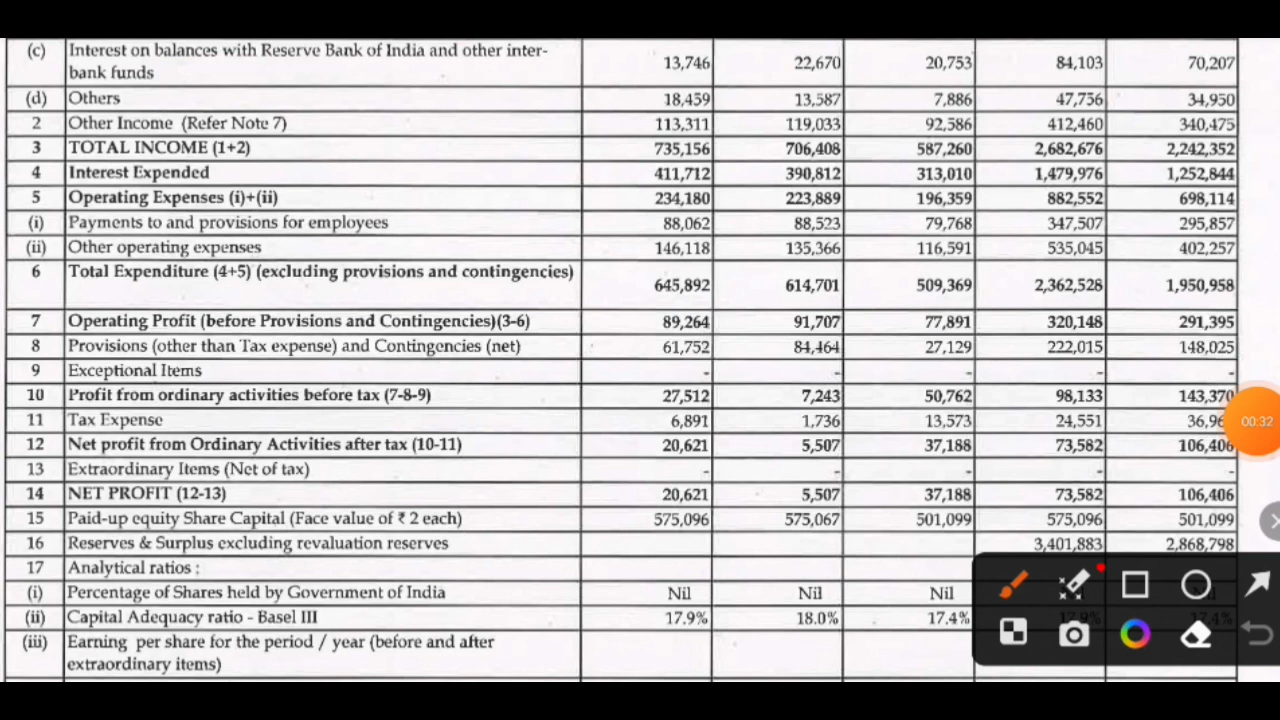 (c) Interest on balances with Reserve Bank of India and other inter-
bank funds 13,746 22,670 20,753 84,103 70,207
(d) Others 18,459 13,587 7,886 47,756 34,950
2 Other Income (Refer Note 7) 113,311 119,033 92,586 412,460 340,475
3 TOTAL INCOME (1+2) 735,156 706,408 587,260 2,682,676 2,242,352
4 Interest Expended 411,712 390,812 313,010 1,479,976 1,252,844
5 Operating Expenses (i)+(ii) 234,180 223,889 196,359 882,552 698,114
(i) Payments to and provisions for employees 88,062 88,523 79,768 347,507 295,857
(ii) Other operating expenses 146,118 135,366 116,591 535,045 402,257
6 Total Expenditure (4+5) (excluding provisions and contingencies) 645,892 614,701 509,369 2,362,528 1,950,958
7 Operating Profit (before Provisions and Contingencies)(3-6) 89,264 91,707 77,891 320,148 291,395
8 Provisions (other than Tax expense) and Contingencies (net) 61,752 84,464 27,129 222,015 148,025
9 Exceptional Items - - - - -
10 Profit from ordinary activities before tax (7-8-9) 27,512 7,243 50,762 98,133 143,370
11 Tax Expense 6,891 1,736 13,573 24,551 36,96
00:32
12 Net profit from Ordinary Activities after tax (10-11) 20,621 5,507 37,188 73,582 106,406
13 Extraordinary Items (Net of tax) - - - - -
14 NET PROFIT (12-13) 20,621 5,507 37,188 73,582 106,406
15 Paid-up equity Share Capital (Face value of ₹ 2 each) 575,096 575,067 501,099 575,096 501,099
16 Reserves & Surplus excluding revaluation reserves 3,401,883 2,868,798
17 Analytical ratios :
(i) Percentage of Shares held by Government of India Nil Nil Nil
(ii) Capital Adequacy ratio - Basel III 17.9% 18.0% 17.4% 17.9% 17.4%
(iii) Earning per share for the period / year (before and after
extraordinary items)